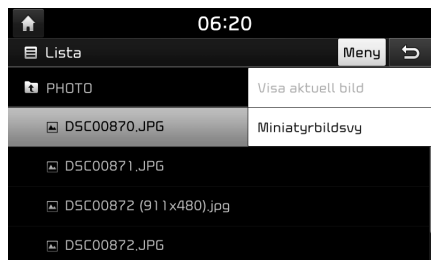 06:20
Lista Meny
PHOTO Visa aktuell bild
DSC00870.JPG Miniatyrbildsvy
DSC00871.JPG
DSC00872 (911x480).jpg
DSC00872.JPG